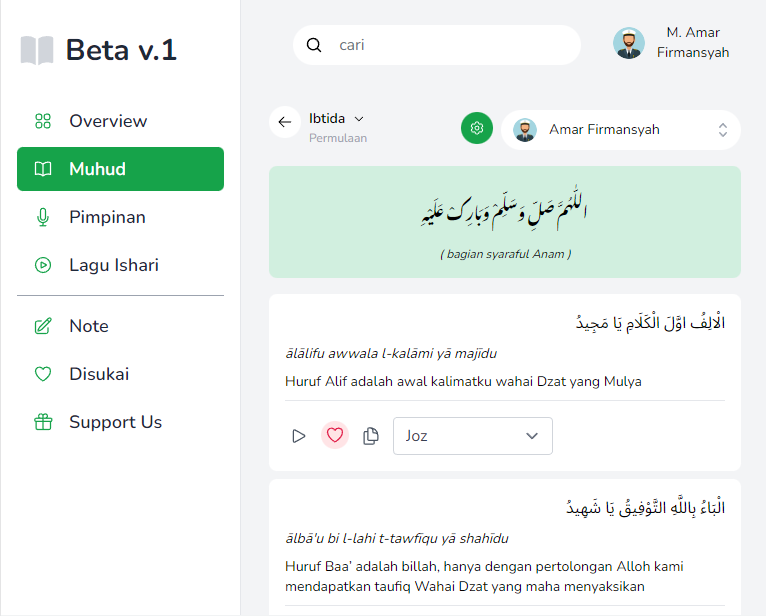 Beta v.1
Overview
Muhud
Pimpinan
Lagu Ishari
Note
Disukai
Support Us
cari
M. Amar
Firmansyah
Ibtida
Permulaan
Amar Firmansyah
اللّٰهُمَّ صَلِّ وَسَلِّمْ وَبَارِكْ عَلَيْهِ
( bagian syaraful Anam )
الْاَلِفُ اوَّلَ الْكَلَامِ يَا مَجِيدُ
ālālifu awwala l-kalāmi yā majīdu
Huruf Alif adalah awal kalimatku wahai Dzat yang Mulya
Joz
الْبَاءُ بِاللَّهِ التَّوْفِيقُ يَا شَهِيدُ
ālbā'u bi l-lahi t-tawfīqu yā shahīdu
Huruf Baa’ adalah billah, hanya dengan pertolongan Alloh kami
mendapatkan taufiq Wahai Dzat yang maha menyaksikan